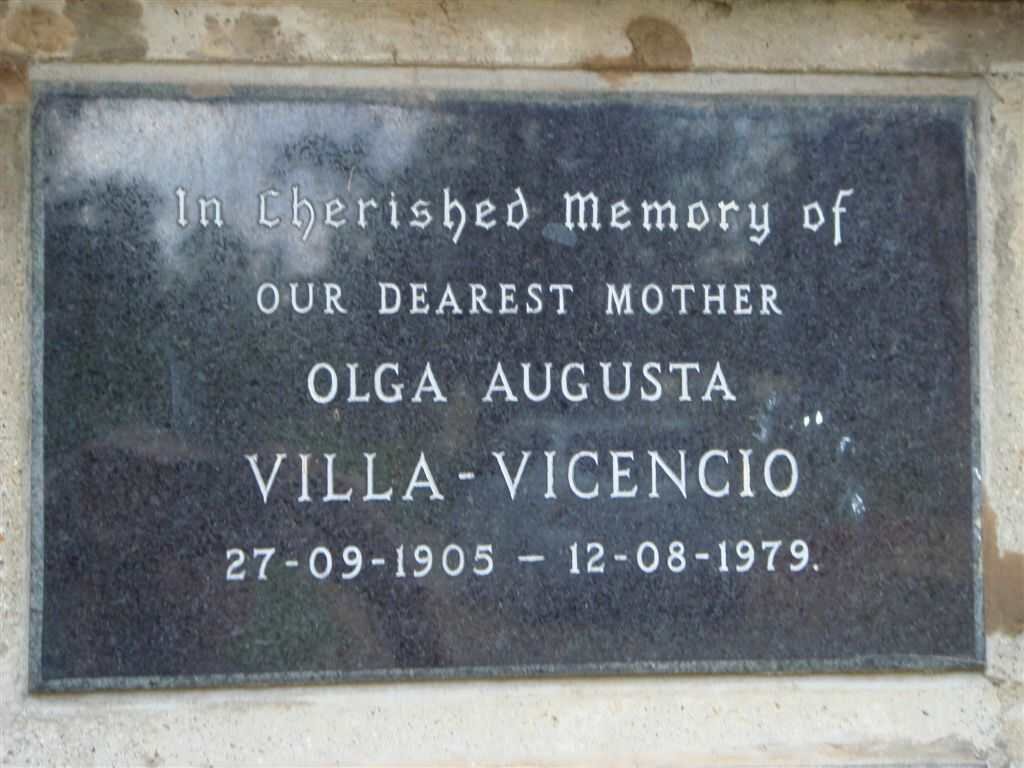 In Cherished Memory of
OUR DEAREST MOTHER
OLGA AUGUSTA
VILLA - VICENCIO
27-09-1905 – 12-08-1979.